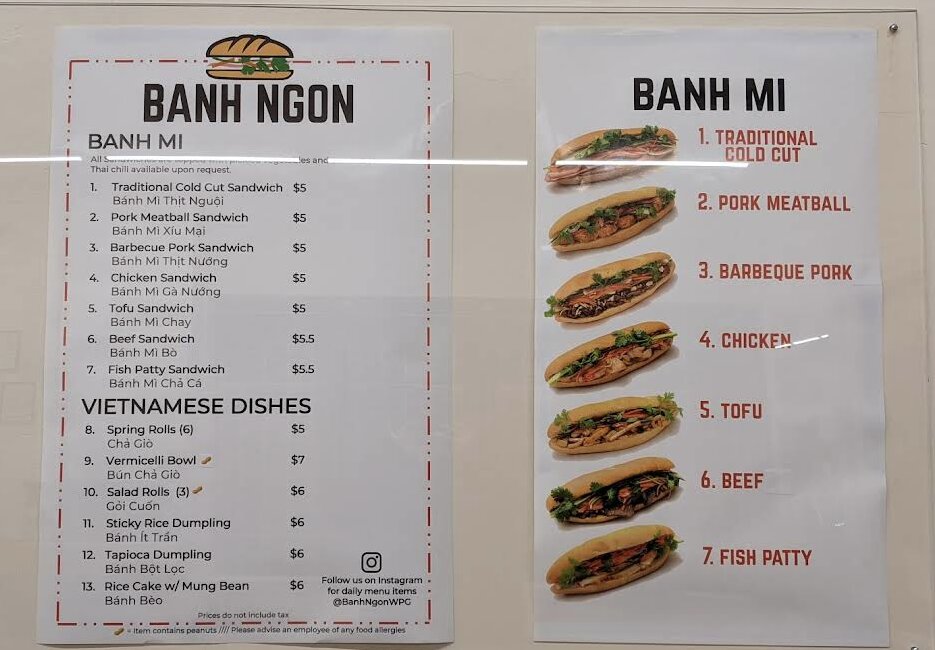 BANH NGON
BANH MI
All Sandwiches are topped with pickled vegetables and
Thai chili available upon request.
1. Traditional Cold Cut Sandwich $5
Bánh Mì Thịt Nguội
2. Pork Meatball Sandwich $5
Bánh Mì Xíu Mại
3. Barbecue Pork Sandwich $5
Bánh Mì Thịt Nướng
4. Chicken Sandwich $5
Bánh Mì Gà Nướng
5. Tofu Sandwich $5
Bánh Mì Chay
6. Beef Sandwich $5.5
Bánh Mì Bò
7. Fish Patty Sandwich $5.5
Bánh Mì Chả Cá
VIETNAMESE DISHES
8. Spring Rolls (6) $5
Chả Giò
9. Vermicelli Bowl $7
Bún Chả Giò
10. Salad Rolls (3) $6
Gỏi Cuốn
11. Sticky Rice Dumpling $6
Bánh Ít Trần
12. Tapioca Dumpling $6
Bánh Bột Lọc
13. Rice Cake w/ Mung Bean $6
Bánh Bèo
Follow us on Instagram
for daily menu items
@BanhNgonWPG
Prices do not include tax
= Item contains peanuts //// Please advise an employee of any food allergies
BANH MI
1. TRADITIONAL
COLD CUT
2. PORK MEATBALL
3. BARBEQUE PORK
4. CHICKEN
5. TOFU
6. BEEF
7. FISH PATTY